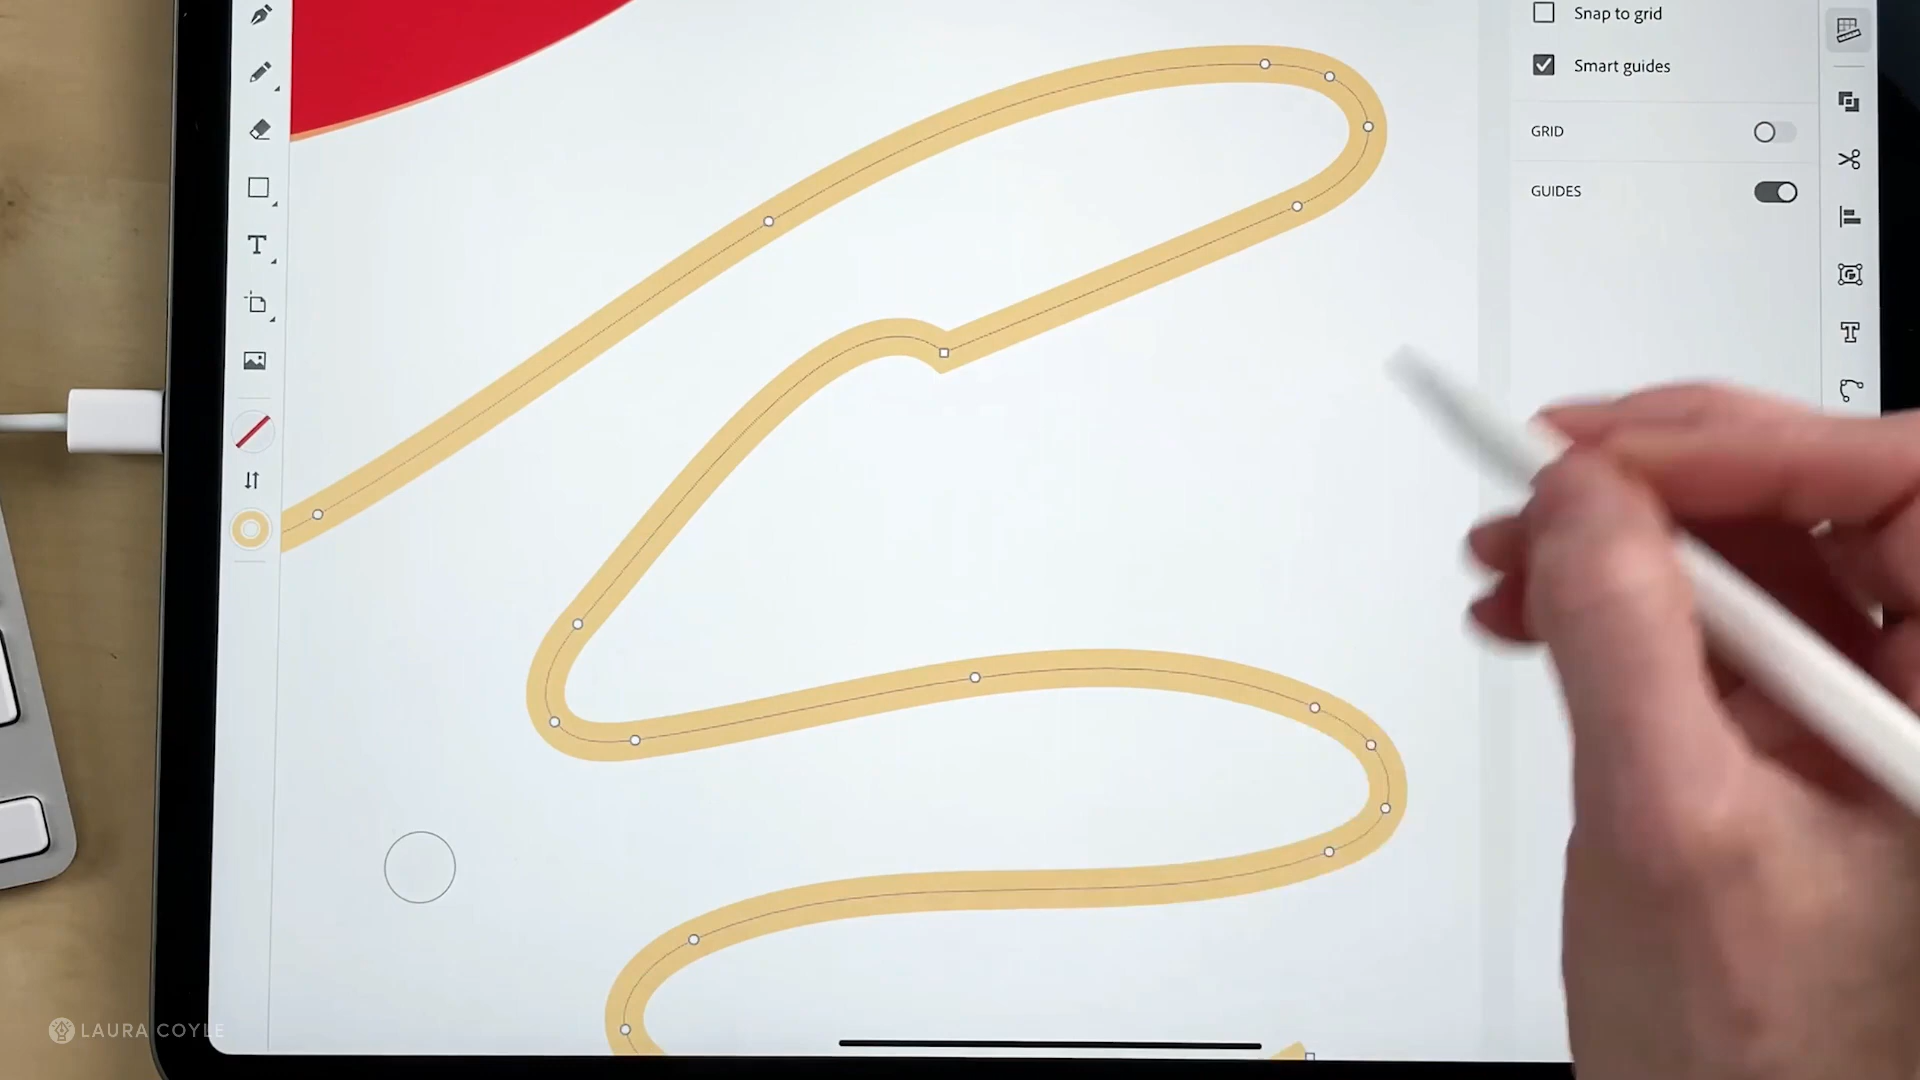 Snap to grid
Smart guides
GRID
GUIDES
LAURA COYLE